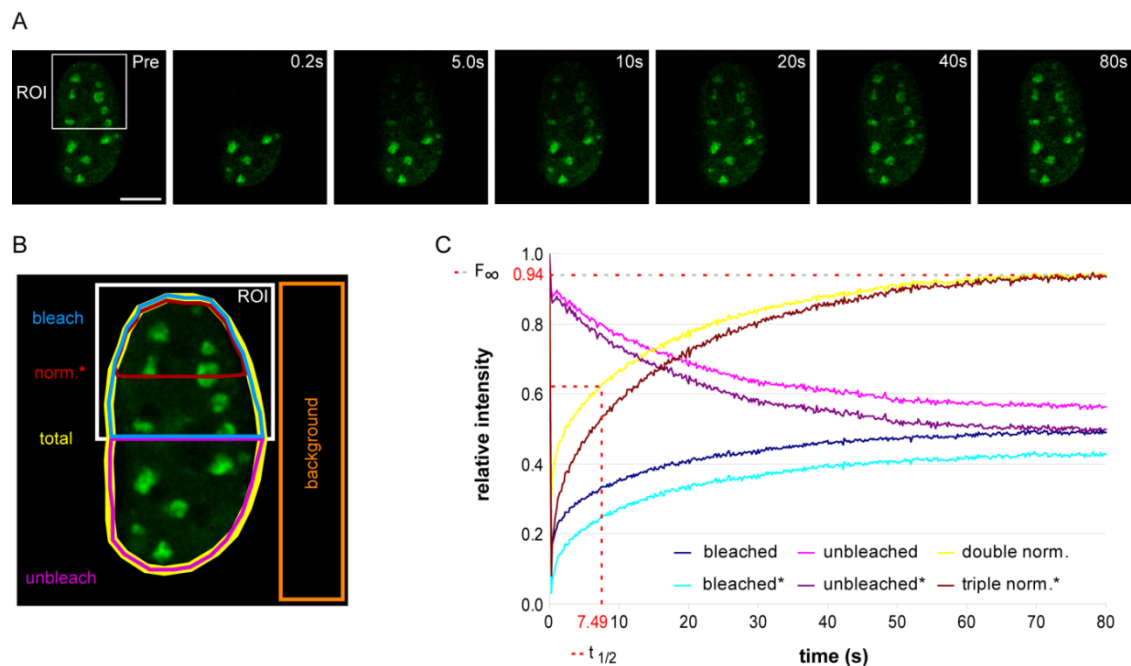 A
ROI
Pre
0.2s
5.0s
10s
20s
40s
80s
B
ROI
bleach
norm.*
total
unbleach
background
C
F∞
0.94
1.0
0.8
0.6
0.4
0.2
0.0
relative intensity
bleached
unbleached
double norm.
bleached*
unbleached*
triple norm.*
0
7.49
10
20
30
40
50
60
70
80
t 1/2
time (s)